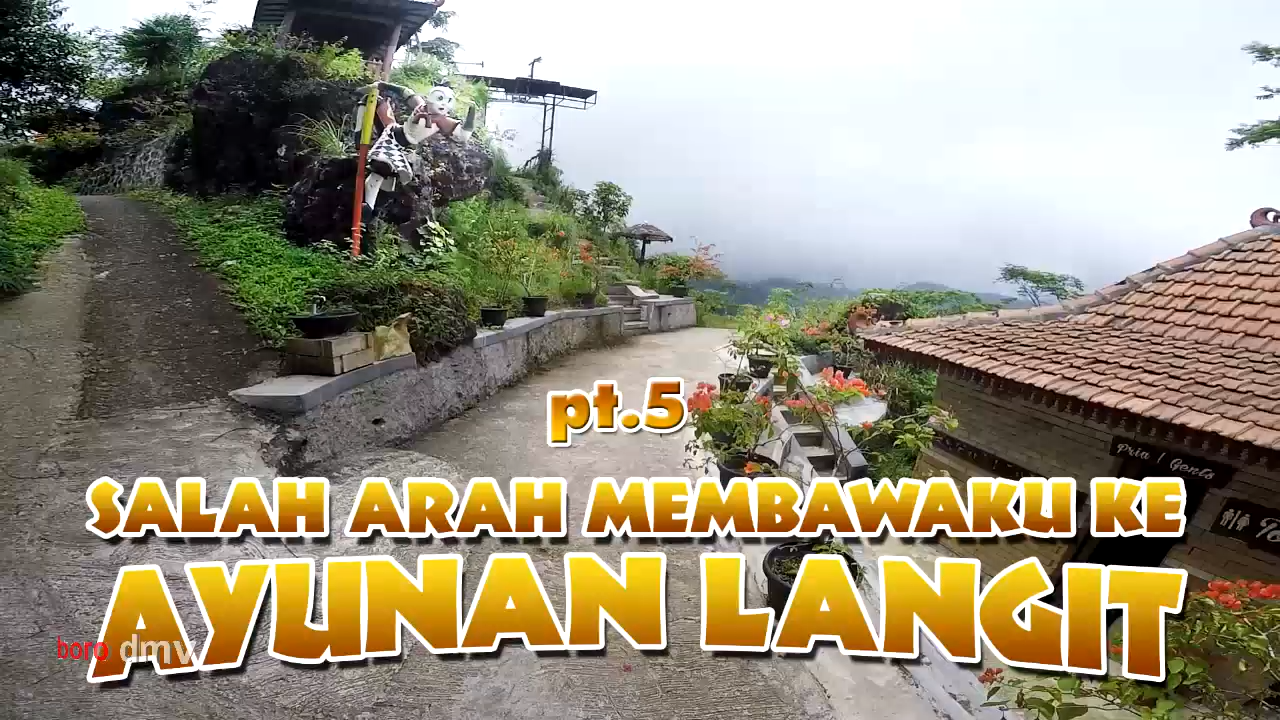 pt.5
SALAH ARAH MEMBAWAKU KE
AYUNAN LANGIT
boro dmv
Pria / Gents